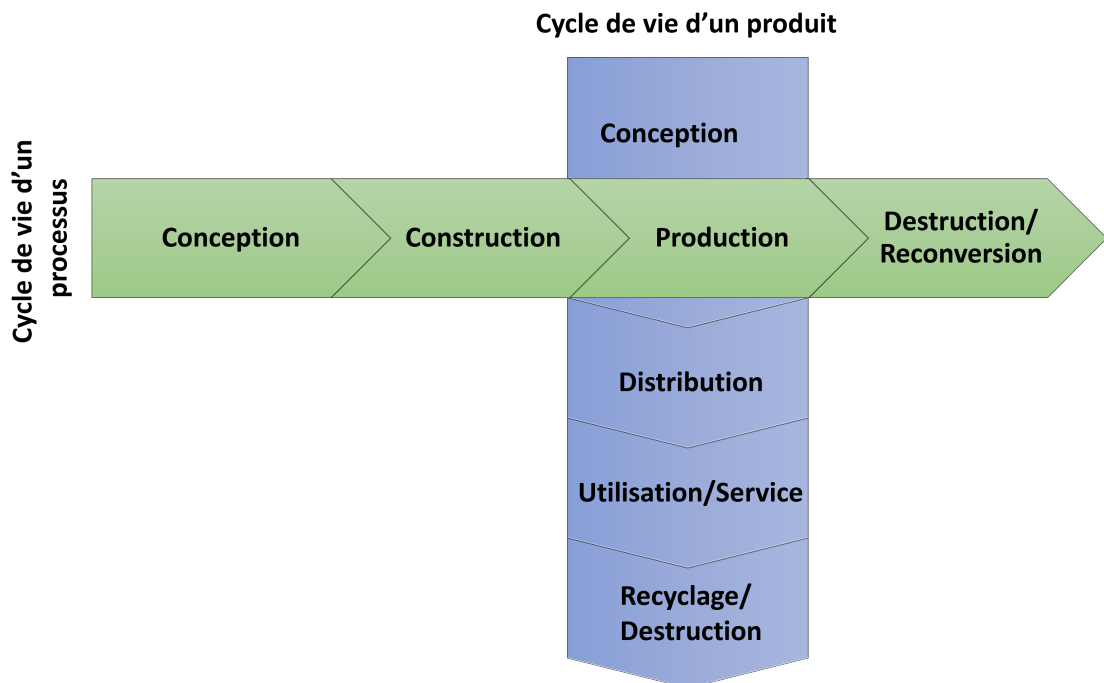 Cycle de vie d’un produit
Conception
Cycle de vie d’un
processus
Conception
Construction
Production
Destruction/
Reconversion
Distribution
Utilisation/Service
Recyclage/
Destruction